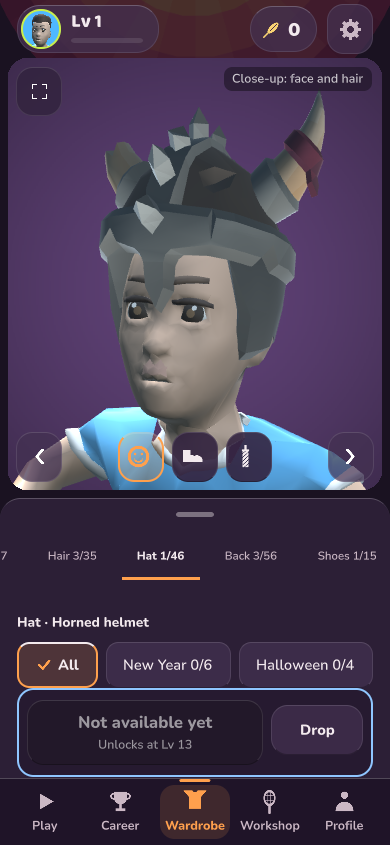 Lv 1
0
Close-up: face and hair
7
Hair 3/35
Hat 1/46
Back 3/56
Shoes 1/15
Hat · Horned helmet
All
New Year 0/6
Halloween 0/4
Not available yet
Unlocks at Lv 13
Drop
Play
Career
Wardrobe
Workshop
Profile